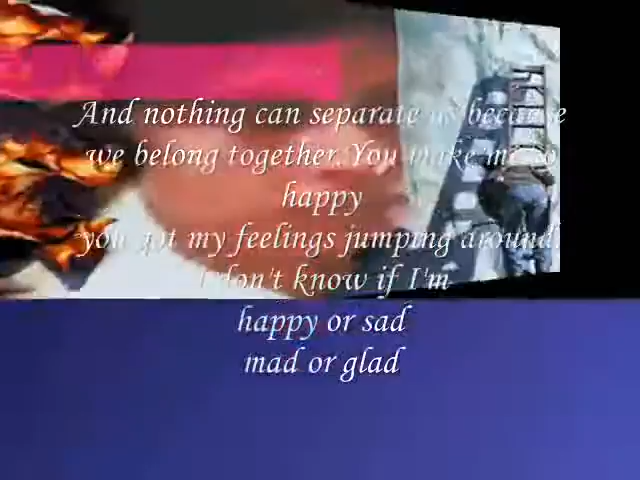 And nothing can separate us because
we belong together. You make me so
happy
you got my feelings jumping around.
I don't know if I'm
happy or sad
mad or glad